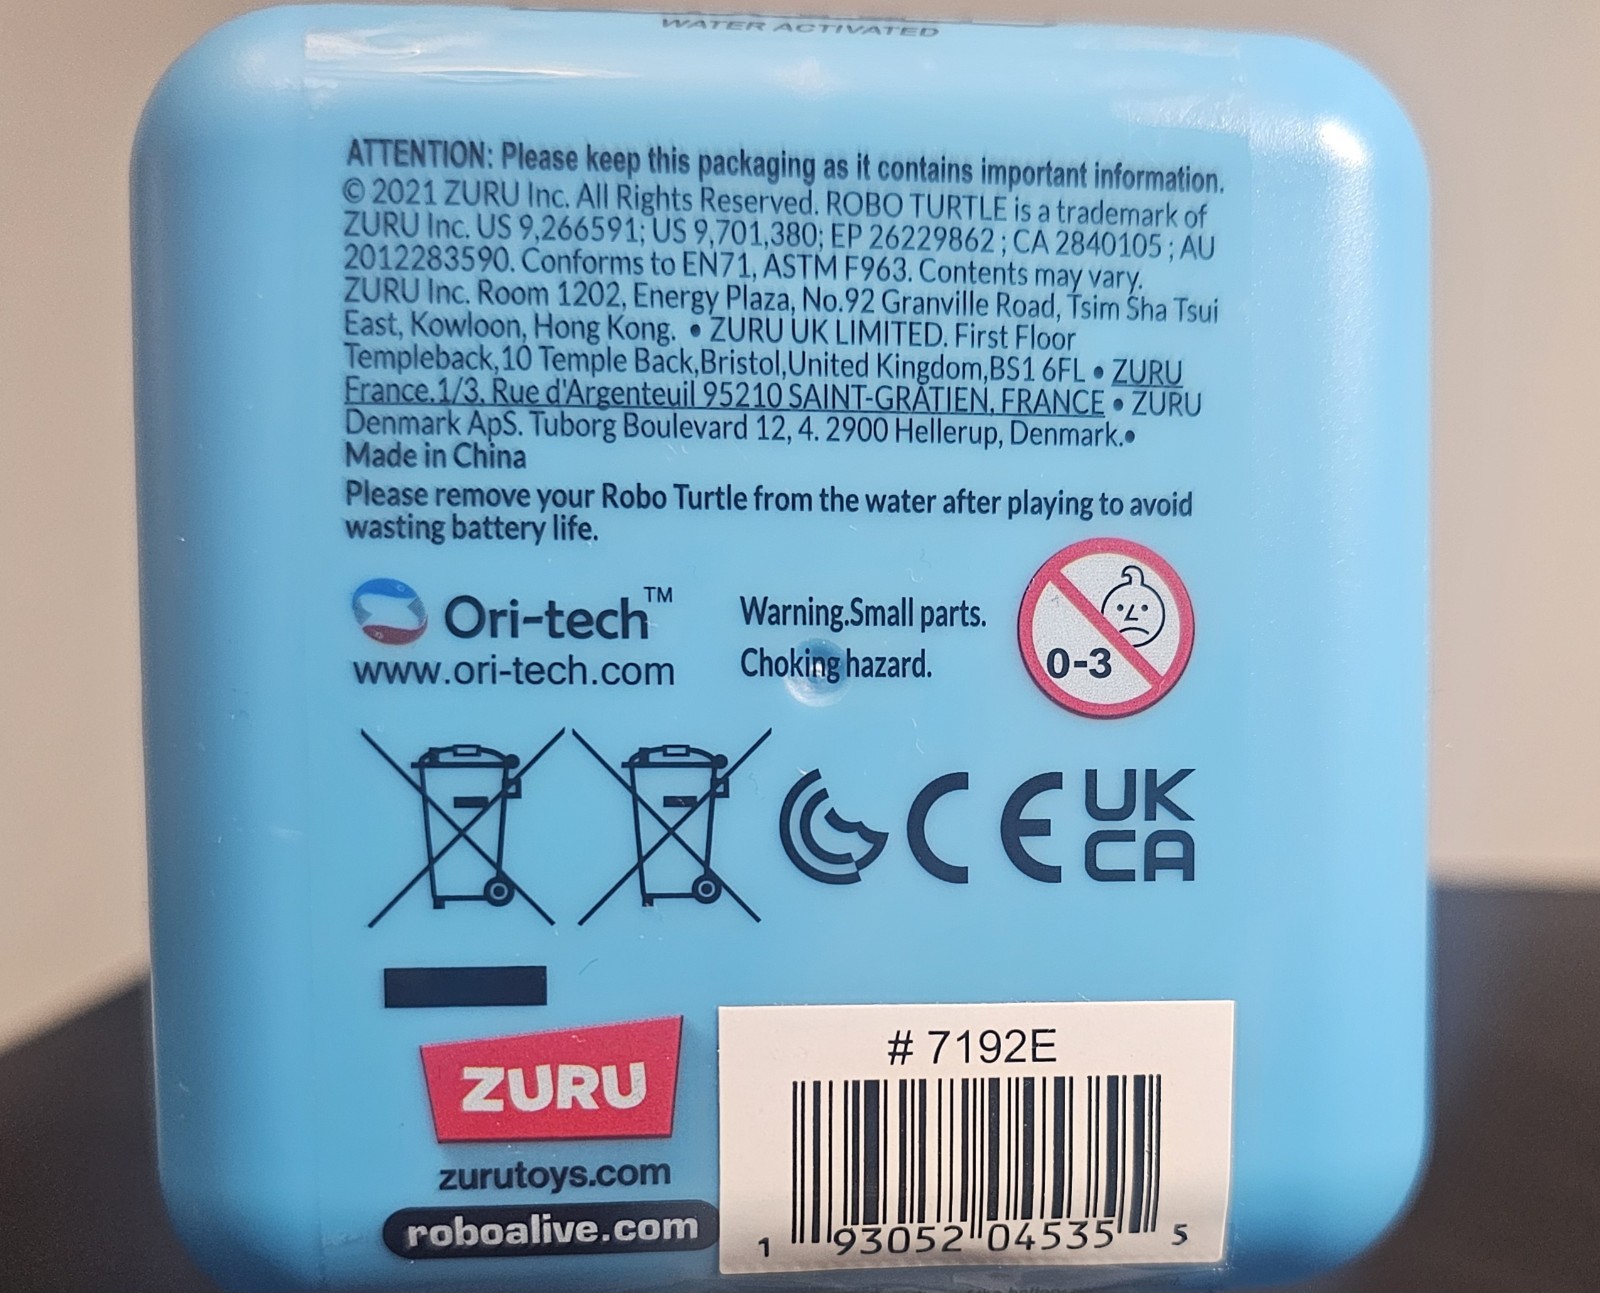 WATER ACTIVATED
ATTENTION: Please keep this packaging as it contains important information.
© 2021 ZURU Inc. All Rights Reserved. ROBO TURTLE is a trademark of
ZURU Inc. US 9,266591; US 9,701,380; EP 26229862 ; CA 2840105 ; AU
2012283590. Conforms to EN71, ASTM F963. Contents may vary.
ZURU Inc. Room 1202, Energy Plaza, No.92 Granville Road, Tsim Sha Tsui
East, Kowloon, Hong Kong. • ZURU UK LIMITED. First Floor
Templeback,10 Temple Back,Bristol,United Kingdom,BS1 6FL • ZURU
France.1/3, Rue d'Argenteuil 95210 SAINT-GRATIEN, FRANCE • ZURU
Denmark ApS. Tuborg Boulevard 12, 4. 2900 Hellerup, Denmark.•
Made in China
Please remove your Robo Turtle from the water after playing to avoid
wasting battery life.
Ori-tech™
www.ori-tech.com
Warning.Small parts.
Choking hazard.
0-3
CE
UK
CA
ZURU
zurutoys.com
roboalive.com
# 7192E
1 93052 04535 5